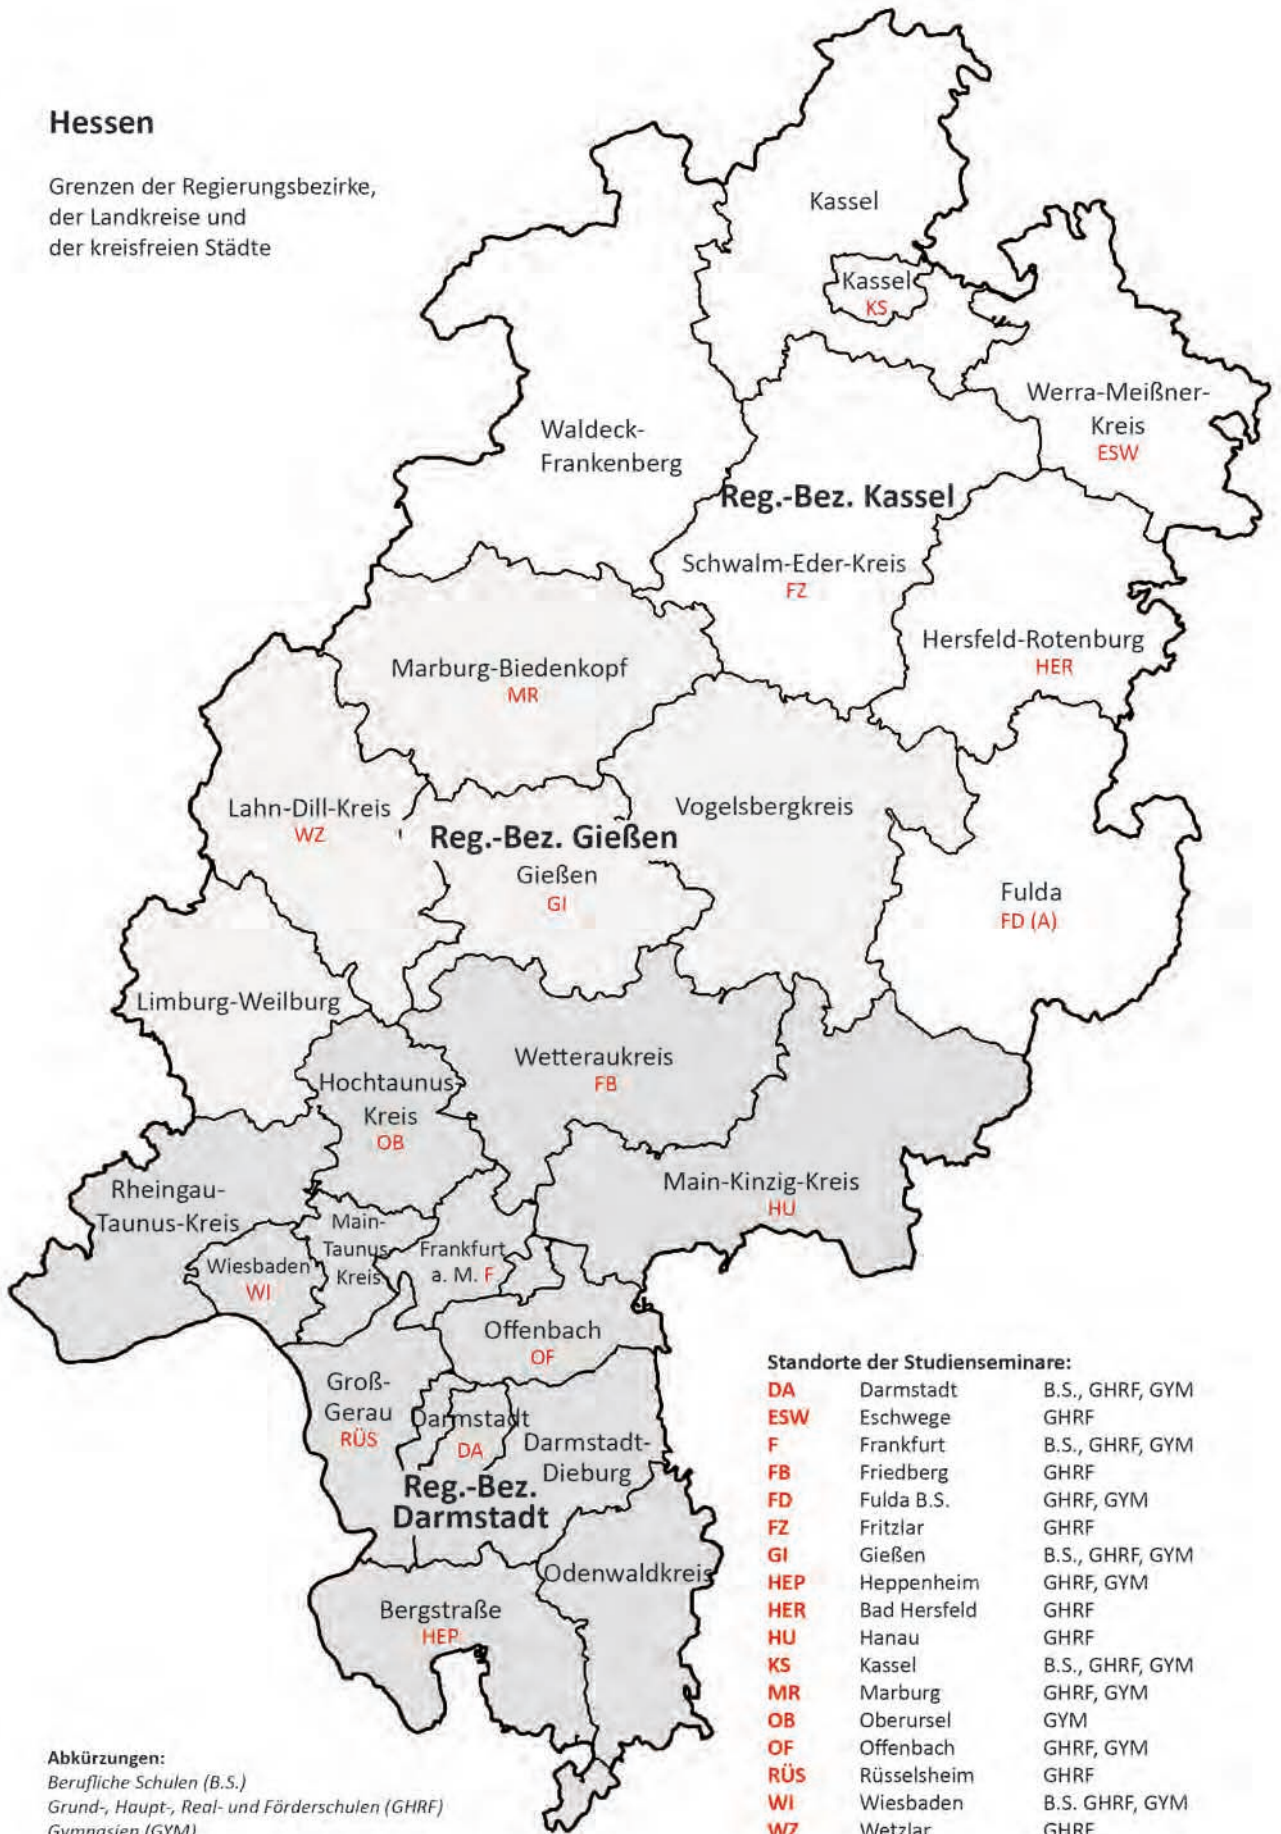 Hessen
Grenzen der Regierungsbezirke,
der Landkreise und
der kreisfreien Städte
Kassel
Kassel
KS
Werra-Meißner-
Kreis
ESW
Waldeck-
Frankenberg
Reg.-Bez. Kassel
Schwalm-Eder-Kreis
FZ
Hersfeld-Rotenburg
HER
Marburg-Biedenkopf
MR
Lahn-Dill-Kreis
WZ
Vogelsbergkreis
Reg.-Bez. Gießen
Gießen
GI
Fulda
FD (A)
Limburg-Weilburg
Wetteraukreis
FB
Hochtaunus-
Kreis
OB
Main-Kinzig-Kreis
HU
Rheingau-
Taunus-Kreis
Main-
Taunus-
Kreis
Frankfurt
a. M. F
Wiesbaden
WI
Offenbach
OF
Groß-
Gerau
RÜS
Darmstadt
DA
Darmstadt-
Dieburg
Reg.-Bez.
Darmstadt
Odenwaldkreis
Bergstraße
HEP
Standorte der Studienseminare:
DA Darmstadt B.S., GHRF, GYM
ESW Eschwege GHRF
F Frankfurt B.S., GHRF, GYM
FB Friedberg GHRF
FD Fulda B.S. GHRF, GYM
FZ Fritzlar GHRF
GI Gießen B.S., GHRF, GYM
HEP Heppenheim GHRF, GYM
HER Bad Hersfeld GHRF
HU Hanau GHRF
KS Kassel B.S., GHRF, GYM
MR Marburg GHRF, GYM
OB Oberursel GYM
OF Offenbach GHRF, GYM
RÜS Rüsselsheim GHRF
WI Wiesbaden B.S. GHRF, GYM
WZ Wetzlar GHRF
Abkürzungen:
Berufliche Schulen (B.S.)
Grund-, Haupt-, Real- und Förderschulen (GHRF)
Gymnasien (GYM)